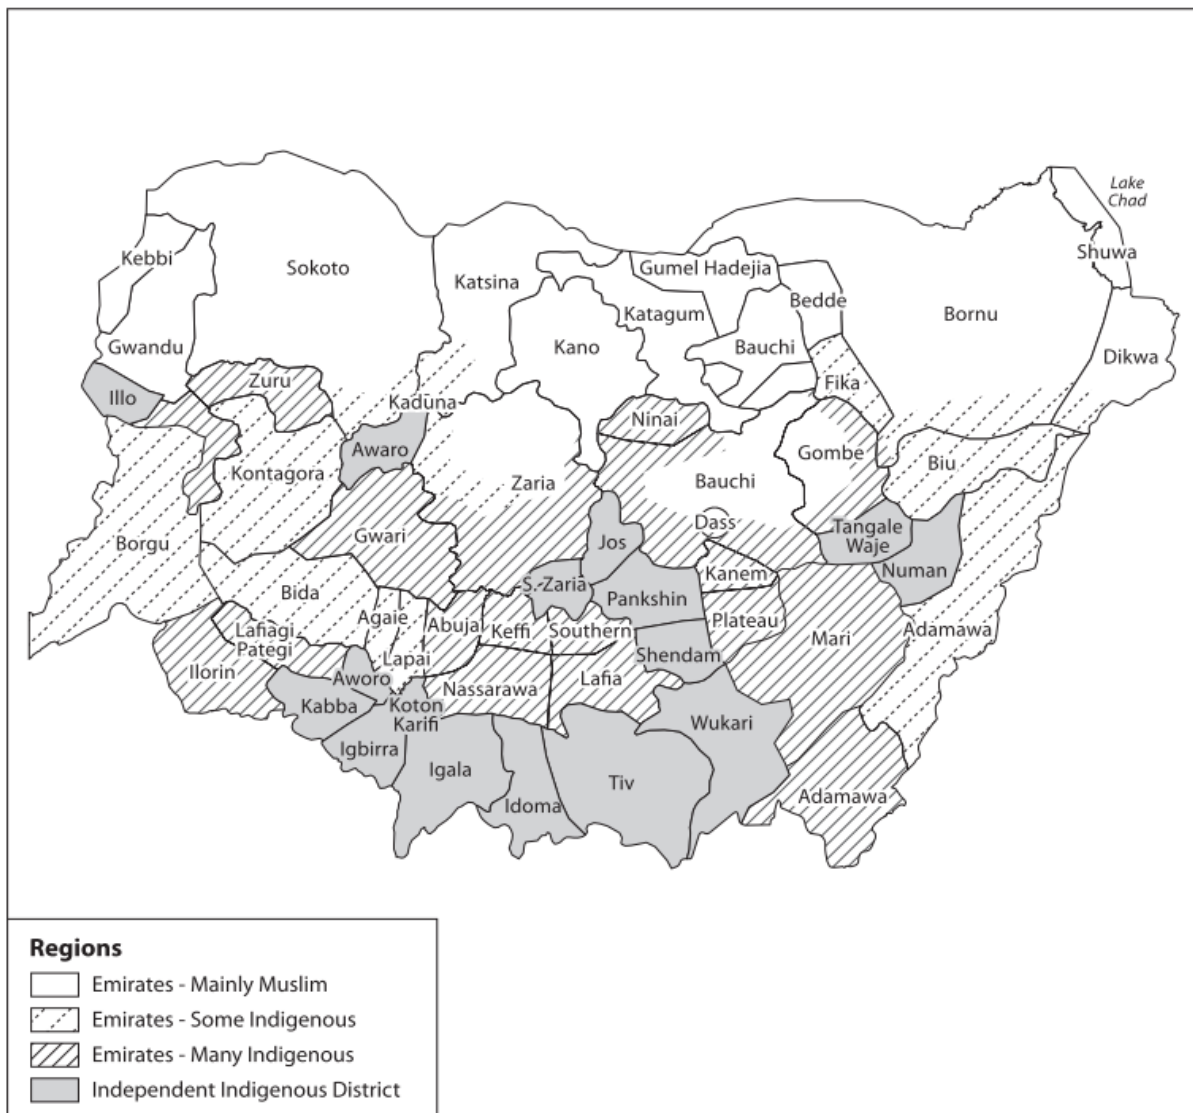 Lake
Chad
Shuwa
Kebbi
Sokoto
Katsina
Gumel Hadejia
Bedde
Katagum
Bornu
Gwandu
Kano
Bauchi
Dikwa
Illo
Zuru
Fika
Kaduna
Ninai
Awaro
Gombe
Biu
Kontagora
Zaria
Bauchi
Dass
Tangale
Waje
Gwari
Jos
Borgu
Numan
Kanem
S. Zaria
Bida
Pankshin
Agaie
Abuja
Keffi
Southern
Plateau
Mari
Adamawa
Lafiagi
Pategi
Ilorin
Lapai
Shendam
Aworo
Nassarawa
Lafia
Kabba
Koton
Karifi
Wukari
Igbirra
Igala
Tiv
Idoma
Adamawa
Regions
Emirates - Mainly Muslim
Emirates - Some Indigenous
Emirates - Many Indigenous
Independent Indigenous District